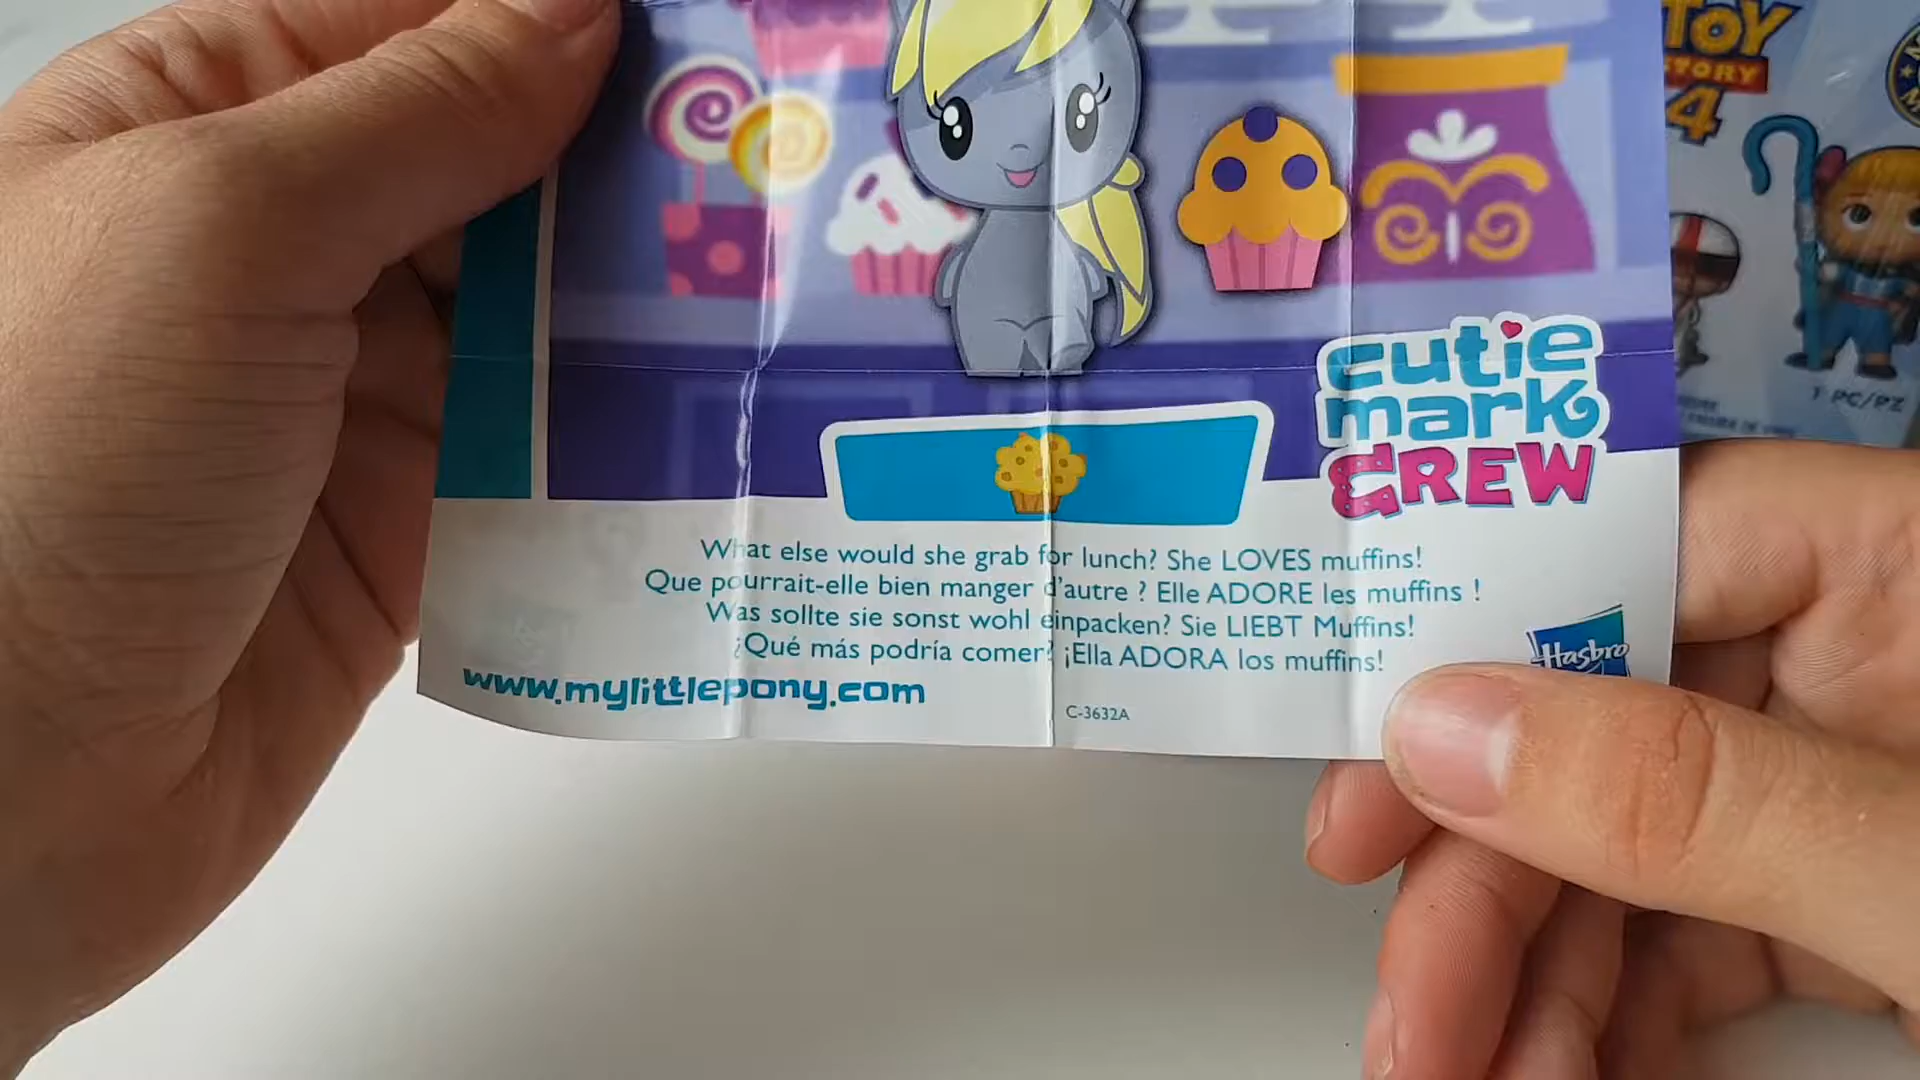 TOY
STORY
4
1 PC/PZ
cutie
mark
CREW
What else would she grab for lunch? She LOVES muffins!
Que pourrait-elle bien manger d'autre ? Elle ADORE les muffins !
Was sollte sie sonst wohl einpacken? Sie LIEBT Muffins!
¿Qué más podría comer? ¡Ella ADORA los muffins!
Hasbro
www.mylittlepony.com
C-3632A